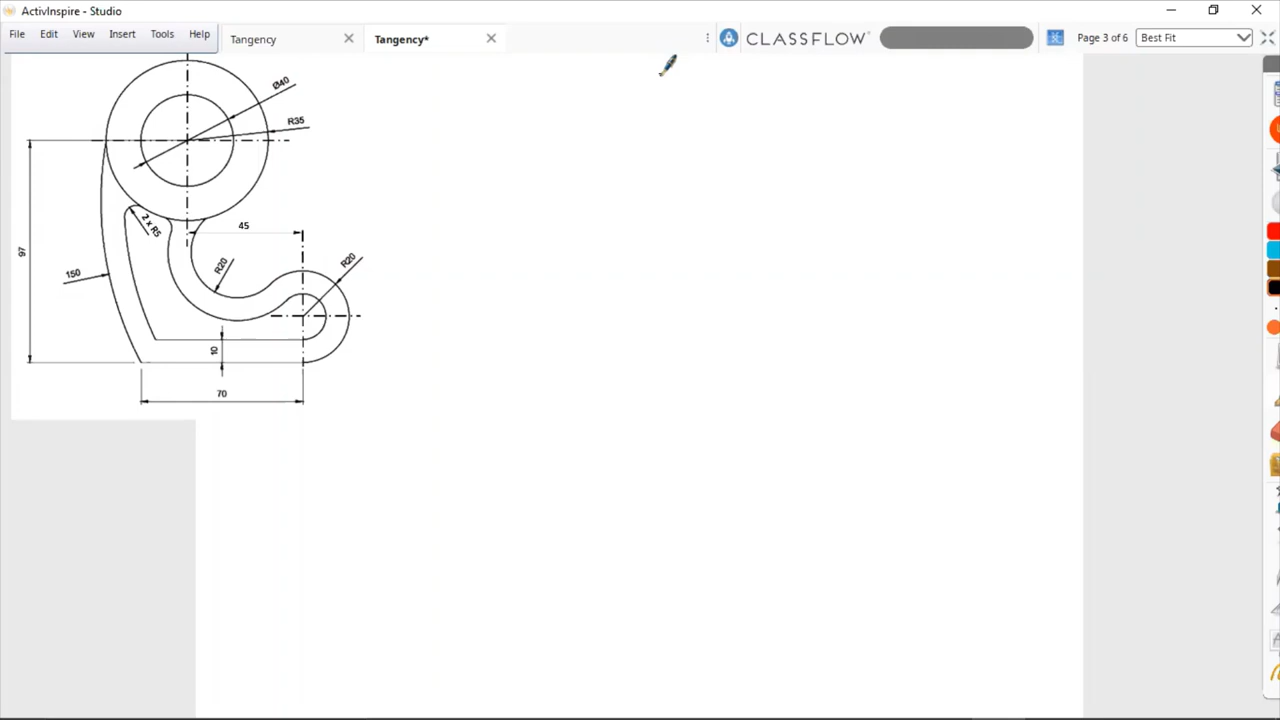 ActivInspire - Studio
File Edit View Insert Tools Help
Tangency
Tangency*
CLASSFLOW
Page 3 of 6
Best Fit
Ø40
R35
2 x R5
45
97
R20
R20
150
10
70